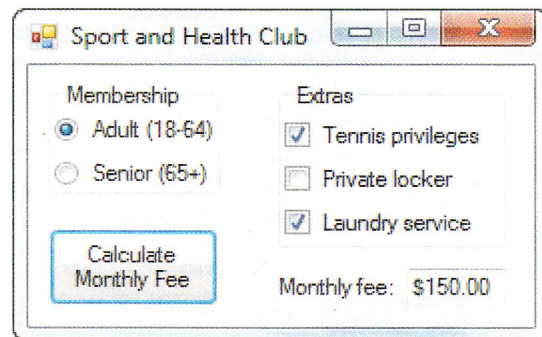 Sport and Health Club
Membership
Adult (18-64)
Senior (65+)
Extras
Tennis privileges
Private locker
Laundry service
Calculate
Monthly Fee
Monthly fee: $150.00